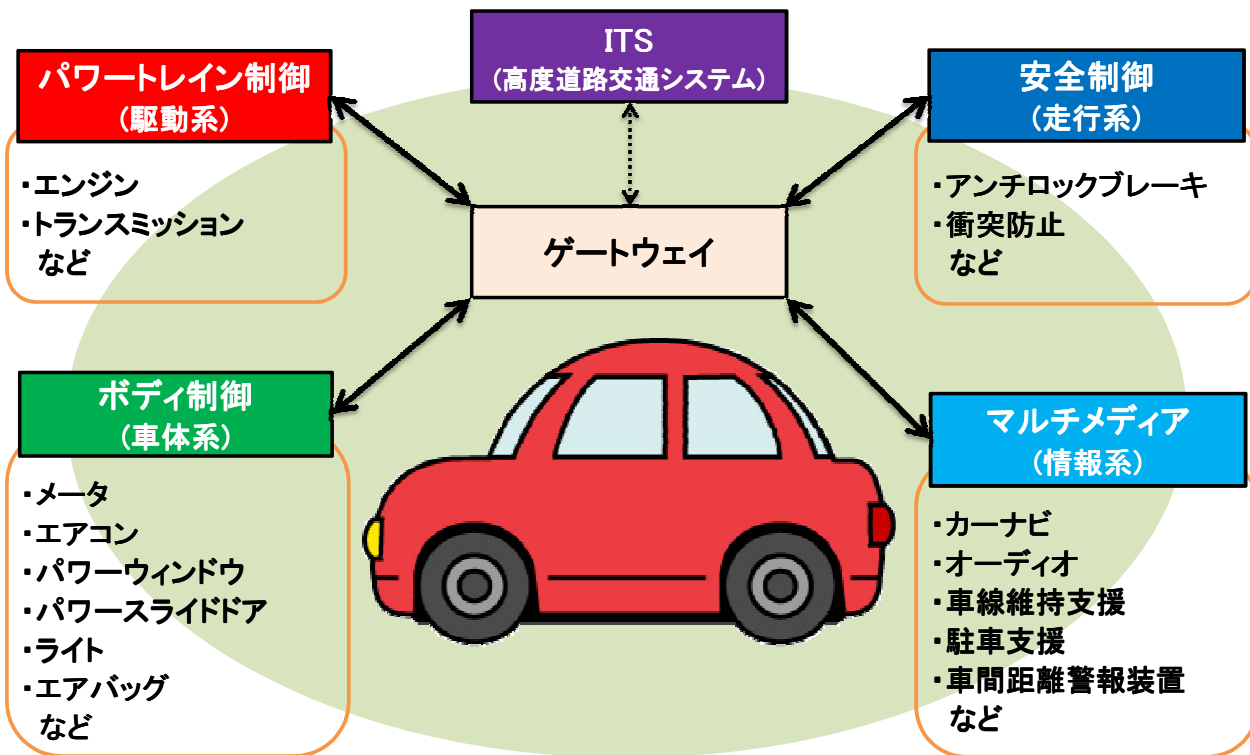 ITS
(高度道路交通システム)
パワートレイン制御
(駆動系)
・エンジン
・トランスミッション
など
安全制御
(走行系)
・アンチロックブレーキ
・衝突防止
など
ゲートウェイ
ボディ制御
(車体系)
・メータ
・エアコン
・パワーウィンドウ
・パワースライドドア
・ライト
・エアバッグ
など
マルチメディア
(情報系)
・カーナビ
・オーディオ
・車線維持支援
・駐車支援
・車間距離警報装置
など